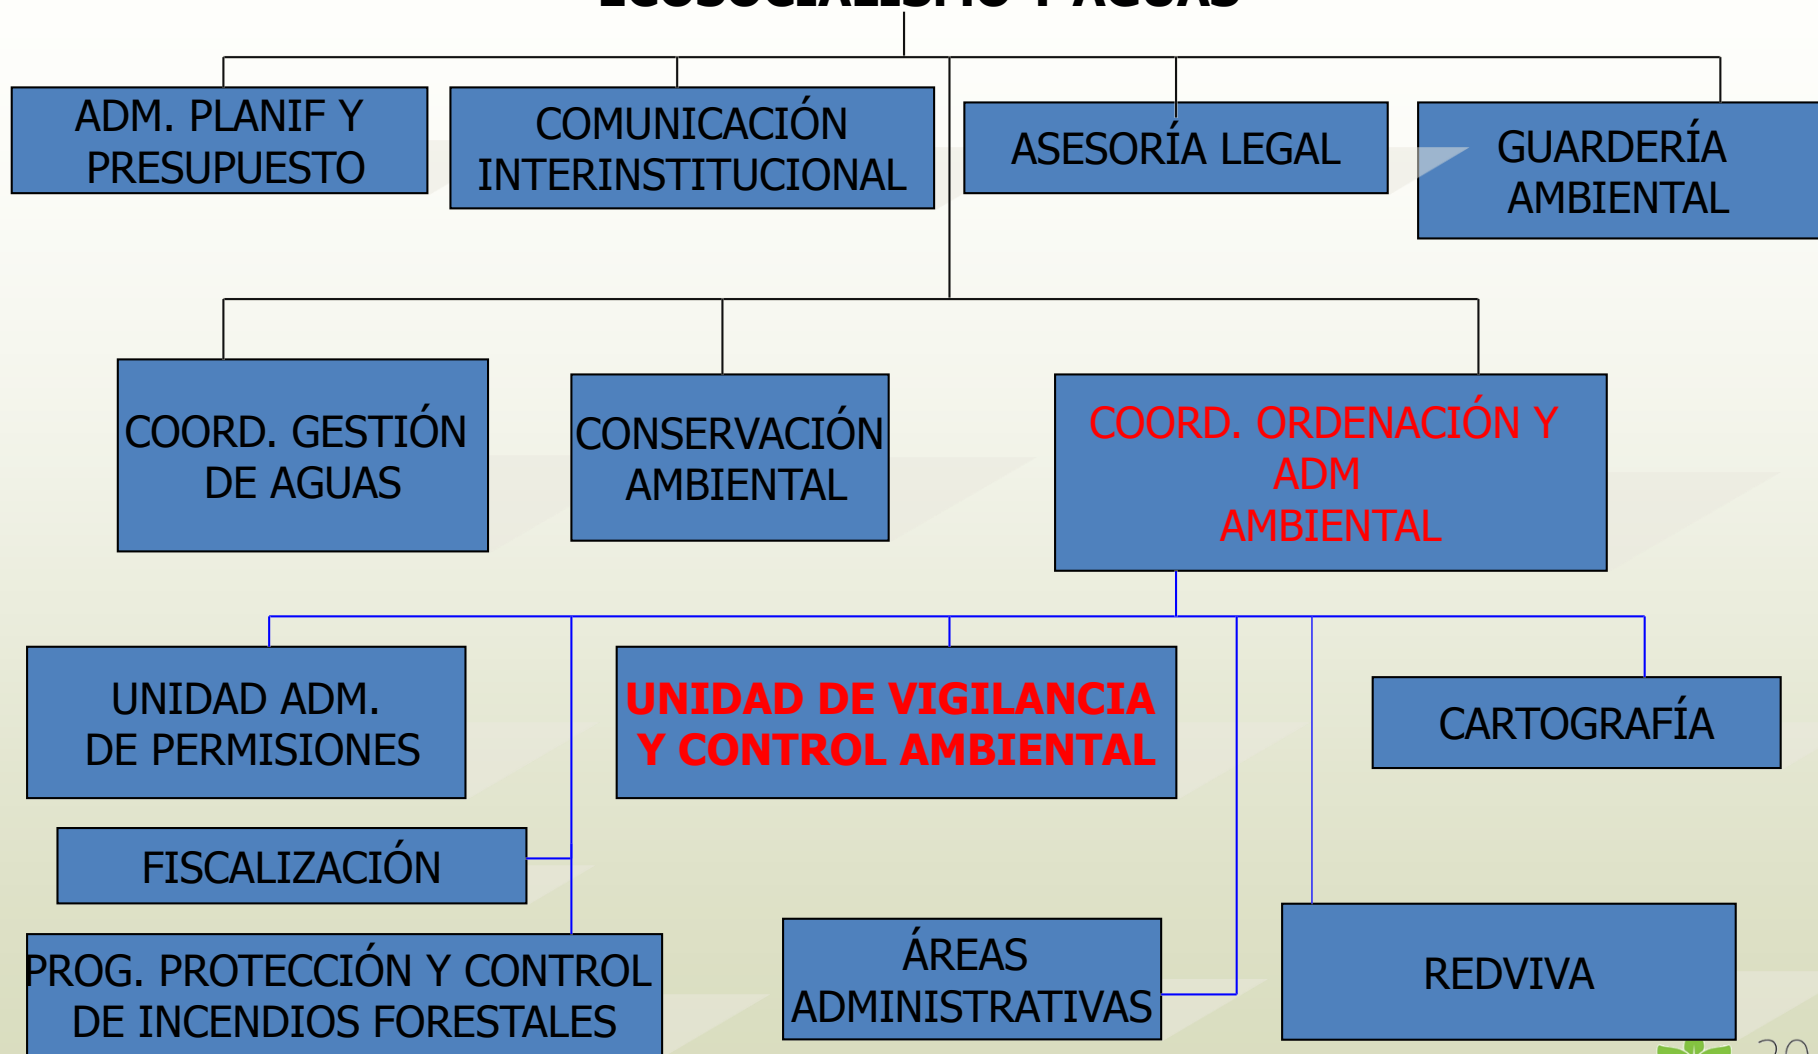 ECOSOCIALISMO Y AGUAS
ADM. PLANIF Y
PRESUPUESTO
COMUNICACIÓN
INTERINSTITUCIONAL
ASESORÍA LEGAL
GUARDERÍA
AMBIENTAL
COORD. GESTIÓN
DE AGUAS
CONSERVACIÓN
AMBIENTAL
COORD. ORDENACIÓN Y
ADM
AMBIENTAL
UNIDAD ADM.
DE PERMISIONES
UNIDAD DE VIGILANCIA
Y CONTROL AMBIENTAL
CARTOGRAFÍA
FISCALIZACIÓN
PROG. PROTECCIÓN Y CONTROL
DE INCENDIOS FORESTALES
ÁREAS
ADMINISTRATIVAS
REDVIVA